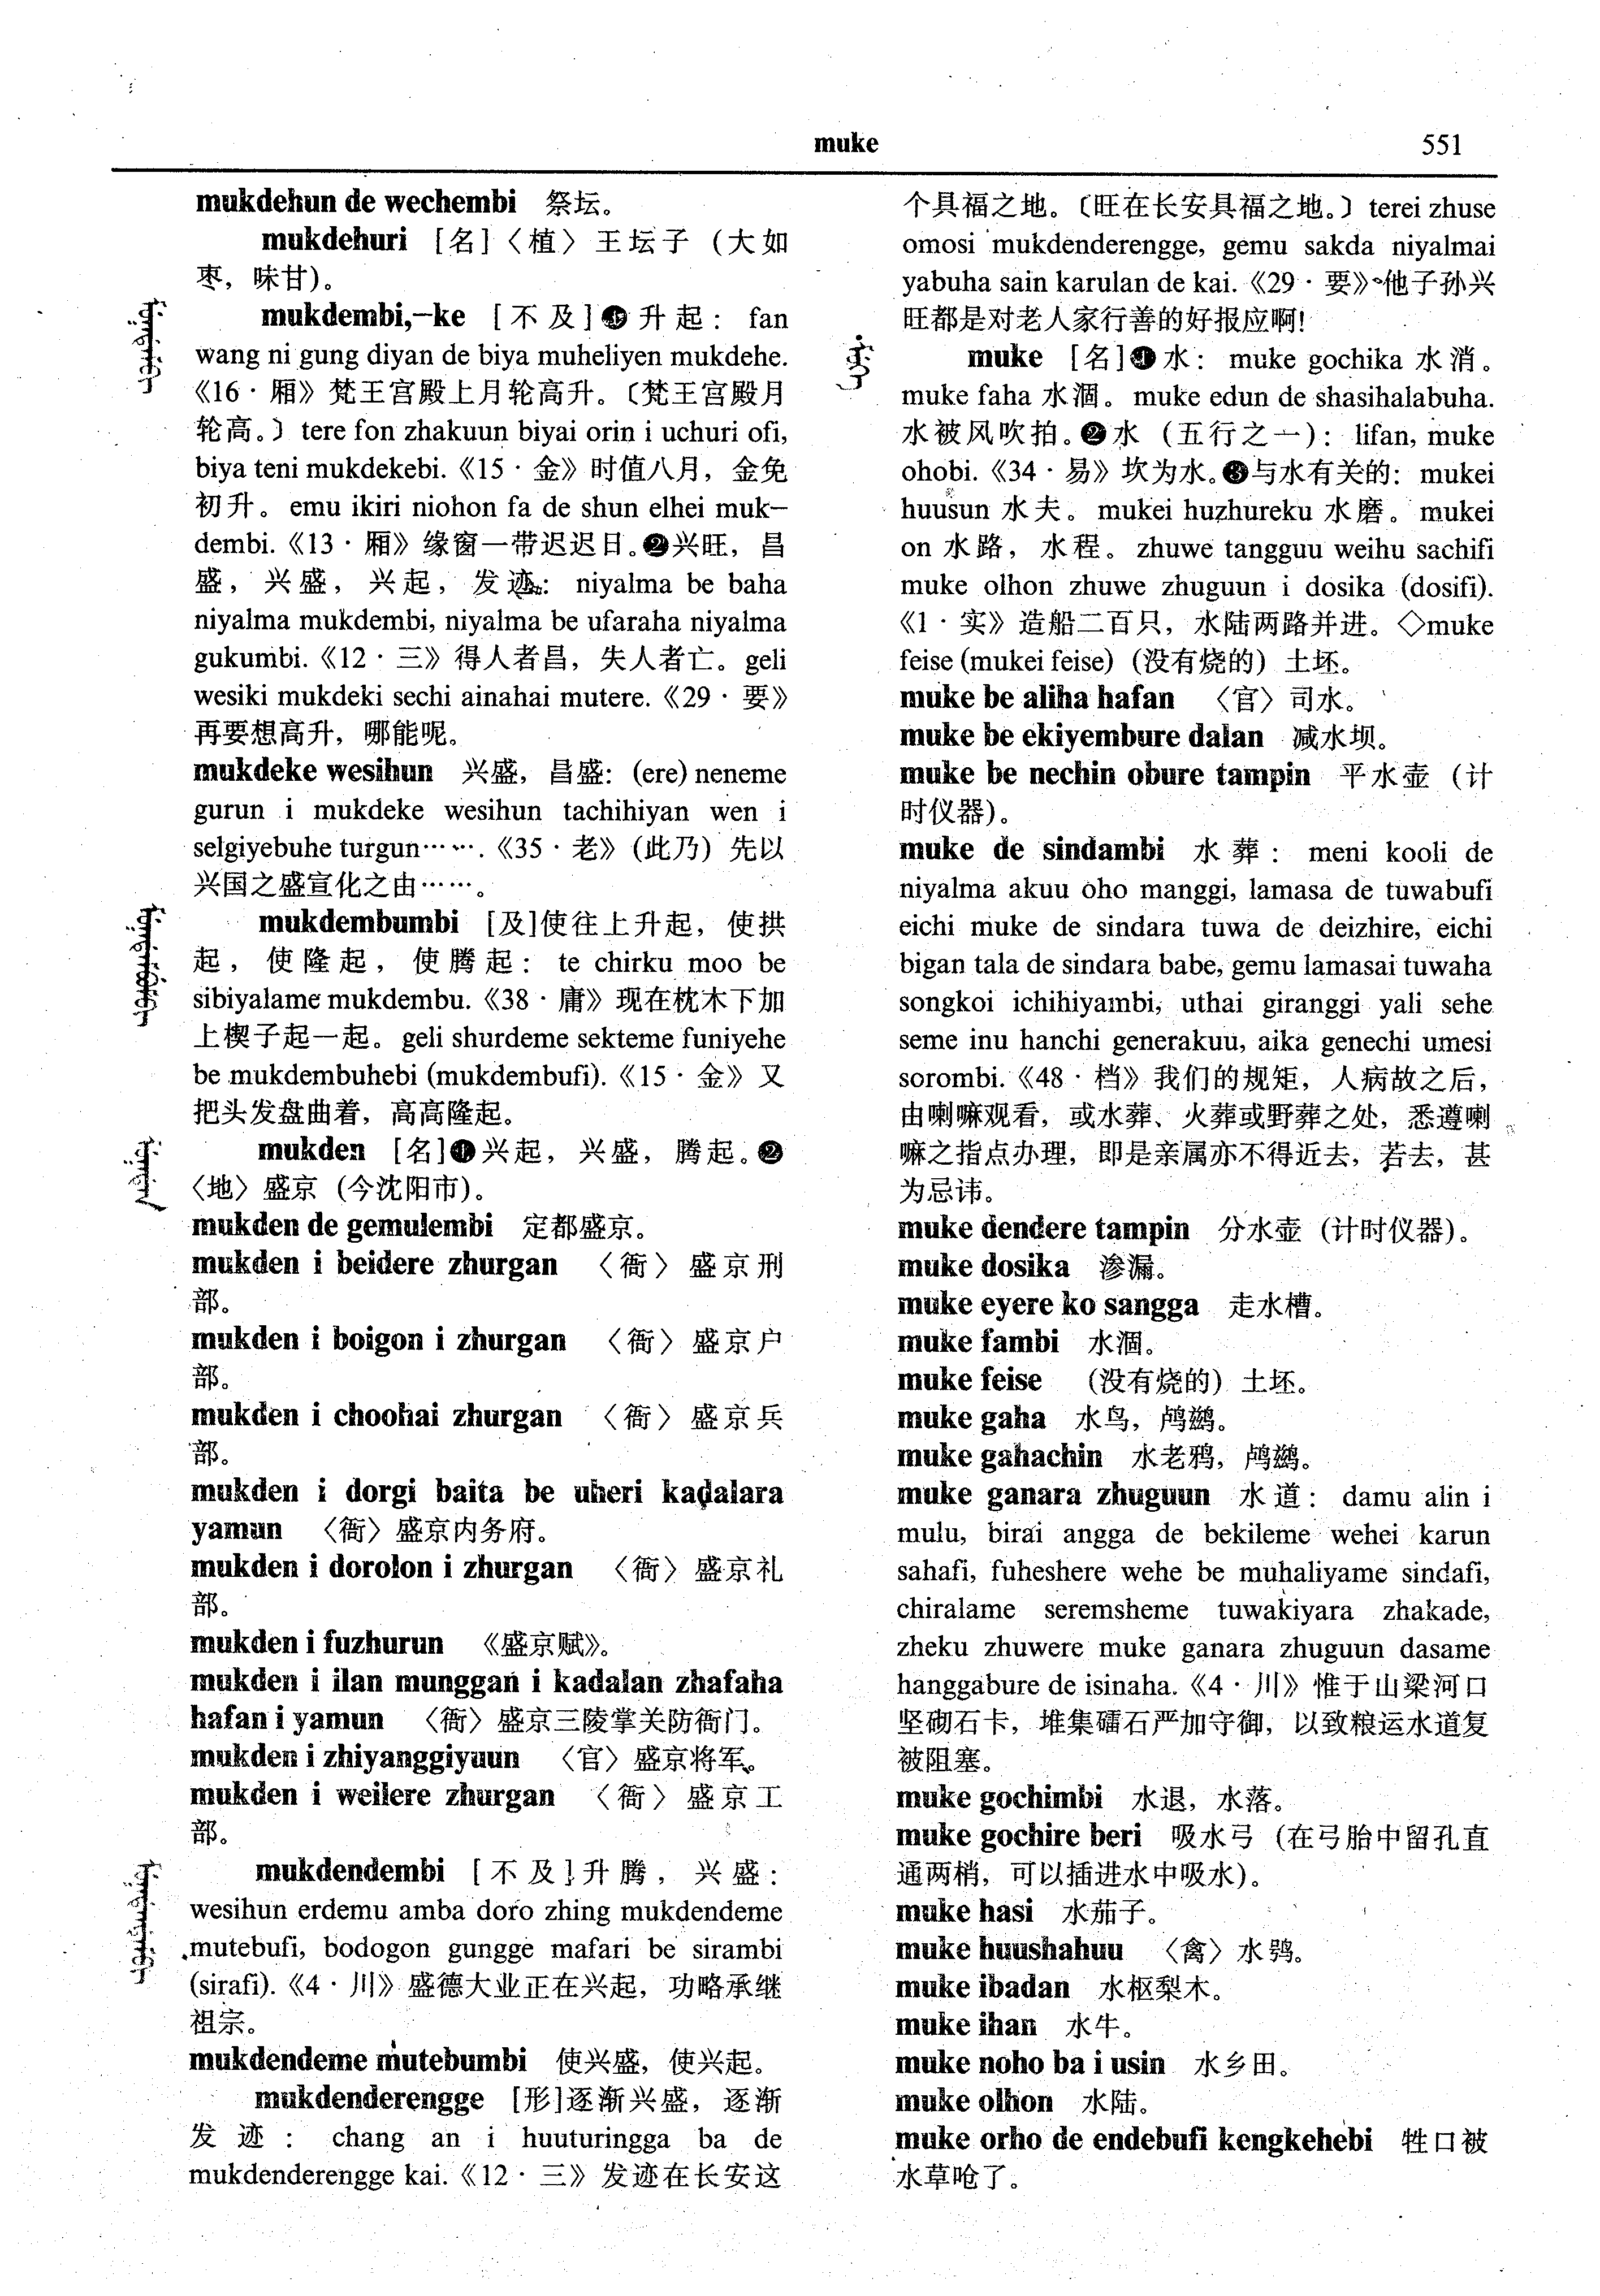 muke 551
mukdehun de wechembi 祭坛。
mukdehuri [名]〈植〉王坛子（大如
枣，味甘）。
mukdembi,-ke [不及]❶升起：fan
wang ni gung diyan de biya muheliyen mukdehe.
《16·厢》梵王宫殿上月轮高升。〔梵王宫殿月
轮高。〕tere fon zhakuun biyai orin i uchuri ofi,
biya teni mukdekebi.《15·金》时值八月，金免
初升。emu ikiri niohon fa de shun elhei muk-
dembi.《13·厢》缘窗一带迟迟日。❷兴旺，昌
盛，兴盛，兴起，发迹：niyalma be baha
niyalma mukdembi, niyalma be ufaraha niyalma
gukumbi.《12·三》得人者昌，失人者亡。geli
wesiki mukdeki sechi ainahai mutere.《29·要》
再要想高升，哪能呢。
mukdeke wesihun 兴盛，昌盛：(ere) neneme
gurun i mukdeke wesihun tachihiyan wen i
selgiyebuhe turgun⋯⋯.《35·老》（此乃）先以
兴国之盛宣化之由⋯⋯。
mukdembumbi [及]使往上升起，使拱
起，使隆起，使腾起：te chirku moo be
sibiyalame mukdembu.《38·庸》现在枕木下加
上楔子起一起。geli shurdeme sekteme funiyehe
be mukdembuhebi (mukdembufi).《15·金》又
把头发盘曲着，高高隆起。
mukden [名]❶兴起，兴盛，腾起。❷
〈地〉盛京（今沈阳市）。
mukden de gemulembi 定都盛京。
mukden i beidere zhurgan 〈衙〉盛京刑
部。
mukden i boigon i zhurgan 〈衙〉盛京户
部。
mukden i choohai zhurgan 〈衙〉盛京兵
部。
mukden i dorgi baita be uheri kadalara
yamun 〈衙〉盛京内务府。
mukden i dorolon i zhurgan 〈衙〉盛京礼
部。
mukden i fuzhurun 《盛京赋》。
mukden i ilan munggan i kadalan zhafaha
hafan i yamun 〈衙〉盛京三陵掌关防衙门。
mukden i zhiyanggiyuun 〈官〉盛京将军。
mukden i weilere zhurgan 〈衙〉盛京工
部。
mukdendembi [不及]升腾，兴盛：
wesihun erdemu amba doro zhing mukdendeme
mutebufi, bodogon gungge mafari be sirambi
(sirafi).《4·川》盛德大业正在兴起，功略承继
祖宗。
mukdendeme mutebumbi 使兴盛，使兴起。
mukdenderengge [形]逐渐兴盛，逐渐
发迹：chang an i huuturingga ba de
mukdenderengge kai.《12·三》发迹在长安这
个具福之地。〔旺在长安具福之地。〕terei zhuse
omosi mukdenderengge, gemu sakda niyalmai
yabuha sain karulan de kai.《29·要》他子孙兴
旺都是对老人家行善的好报应啊！
muke [名]❶水：muke gochika 水消。
muke faha 水涸。muke edun de shasihalabuha.
水被风吹拍。❷水（五行之一）：lifan, muke
ohobi.《34·易》坎为水。❸与水有关的：mukei
huusun 水夫。mukei huzhureku 水磨。mukei
on 水路，水程。zhuwe tangguu weihu sachifi
muke olhon zhuwe zhuguun i dosika (dosifi).
《1·实》造船二百只，水陆两路并进。◇muke
feise (mukei feise)（没有烧的）土坯。
muke be aliha hafan 〈官〉司水。
muke be ekiyembure dalan 减水坝。
muke be nechin obure tampin 平水壶（计
时仪器）。
muke de sindambi 水葬：meni kooli de
niyalma akuu oho manggi, lamasa de tuwabufi
eichi muke de sindara tuwa de deizhire, eichi
bigan tala de sindara babe, gemu lamasai tuwaha
songkoi ichihiyambi, uthai giranggi yali sehe
seme inu hanchi generakuu, aika genechi umesi
sorombi.《48·档》我们的规矩，人病故之后，
由喇嘛观看，或水葬、火葬或野葬之处，悉遵喇
嘛之指点办理，即是亲属亦不得近去，若去，甚
为忌讳。
muke dendere tampin 分水壶（计时仪器）。
muke dosika 渗漏。
muke eyere ko sangga 走水槽。
muke fambi 水涸。
muke feise （没有烧的）土坯。
muke gaha 水鸟，鸬鹚。
muke gahachin 水老鸦，鸬鹚。
muke ganara zhuguun 水道：damu alin i
mulu, birai angga de bekileme wehei karun
sahafi, fuheshere wehe be muhaliyame sindafi,
chiralame seremsheme tuwakiyara zhakade,
zheku zhuwere muke ganara zhuguun dasame
hanggabure de isinaha.《4·川》惟于山梁河口
坚砌石卡，堆集礌石严加守御，以致粮运水道复
被阻塞。
muke gochimbi 水退，水落。
muke gochire beri 吸水弓（在弓胎中留孔直
通两梢，可以插进水中吸水）。
muke hasi 水茄子。
muke huushahuu 〈禽〉水鸮。
muke ibadan 水枢梨木。
muke ihan 水牛。
muke noho ba i usin 水乡田。
muke olhon 水陆。
muke orho de endebufi kengkehebi 牲口被
水草呛了。